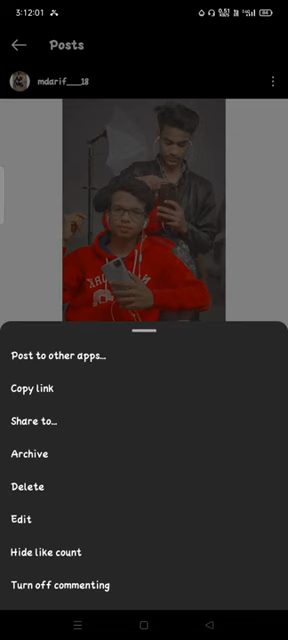 3:12:01
84
Posts
mdarif___18
Post to other apps...
Copy link
Share to...
Archive
Delete
Edit
Hide like count
Turn off commenting